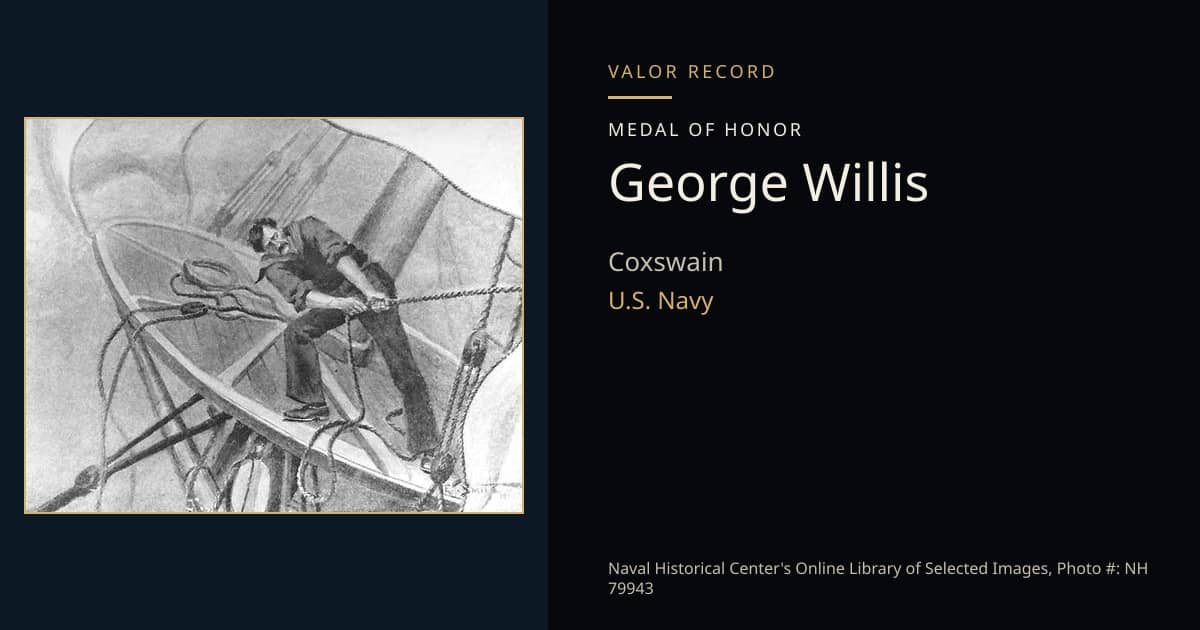 VALOR RECORD
MEDAL OF HONOR
George Willis
Coxswain
U.S. Navy
Naval Historical Center's Online Library of Selected Images, Photo #: NH
79943